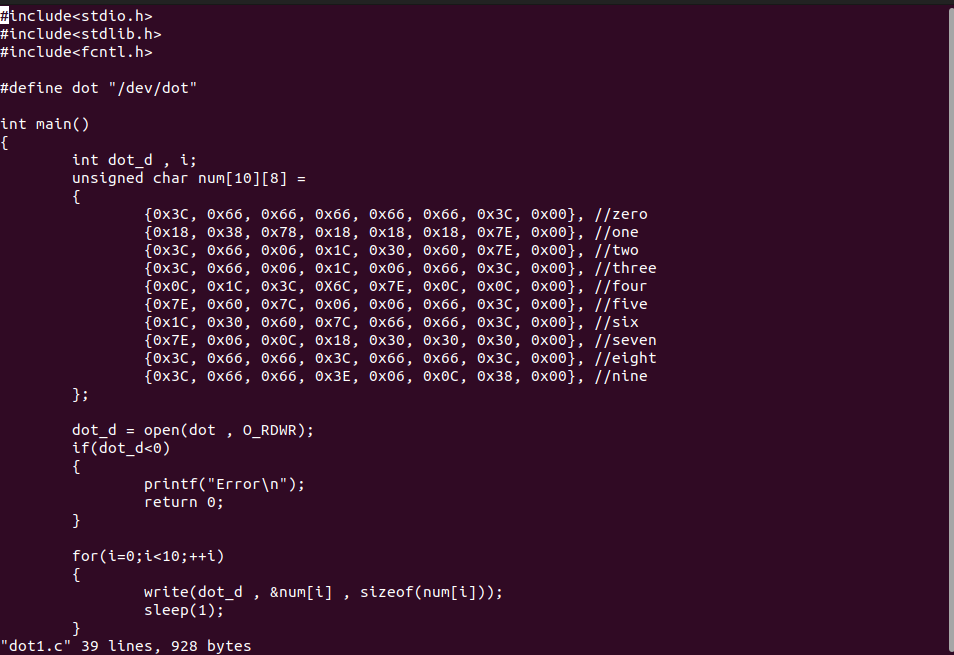 #include<stdio.h>
#include<stdlib.h>
#include<fcntl.h>

#define dot "/dev/dot"

int main()
{
        int dot_d , i;
        unsigned char num[10][8] =
        {
                {0x3C, 0x66, 0x66, 0x66, 0x66, 0x66, 0x3C, 0x00}, //zero
                {0x18, 0x38, 0x78, 0x18, 0x18, 0x18, 0x7E, 0x00}, //one
                {0x3C, 0x66, 0x06, 0x1C, 0x30, 0x60, 0x7E, 0x00}, //two
                {0x3C, 0x66, 0x06, 0x1C, 0x06, 0x66, 0x3C, 0x00}, //three
                {0x0C, 0x1C, 0x3C, 0X6C, 0x7E, 0x0C, 0x0C, 0x00}, //four
                {0x7E, 0x60, 0x7C, 0x06, 0x06, 0x66, 0x3C, 0x00}, //five
                {0x1C, 0x30, 0x60, 0x7C, 0x66, 0x66, 0x3C, 0x00}, //six
                {0x7E, 0x06, 0x0C, 0x18, 0x30, 0x30, 0x30, 0x00}, //seven
                {0x3C, 0x66, 0x66, 0x3C, 0x66, 0x66, 0x3C, 0x00}, //eight
                {0x3C, 0x66, 0x66, 0x3E, 0x06, 0x0C, 0x38, 0x00}, //nine
        };

        dot_d = open(dot , O_RDWR);
        if(dot_d<0)
        {
                printf("Error\n");
                return 0;
        }

        for(i=0;i<10;++i)
        {
                write(dot_d , &num[i] , sizeof(num[i]));
                sleep(1);
        }
"dot1.c" 39 lines, 928 bytes